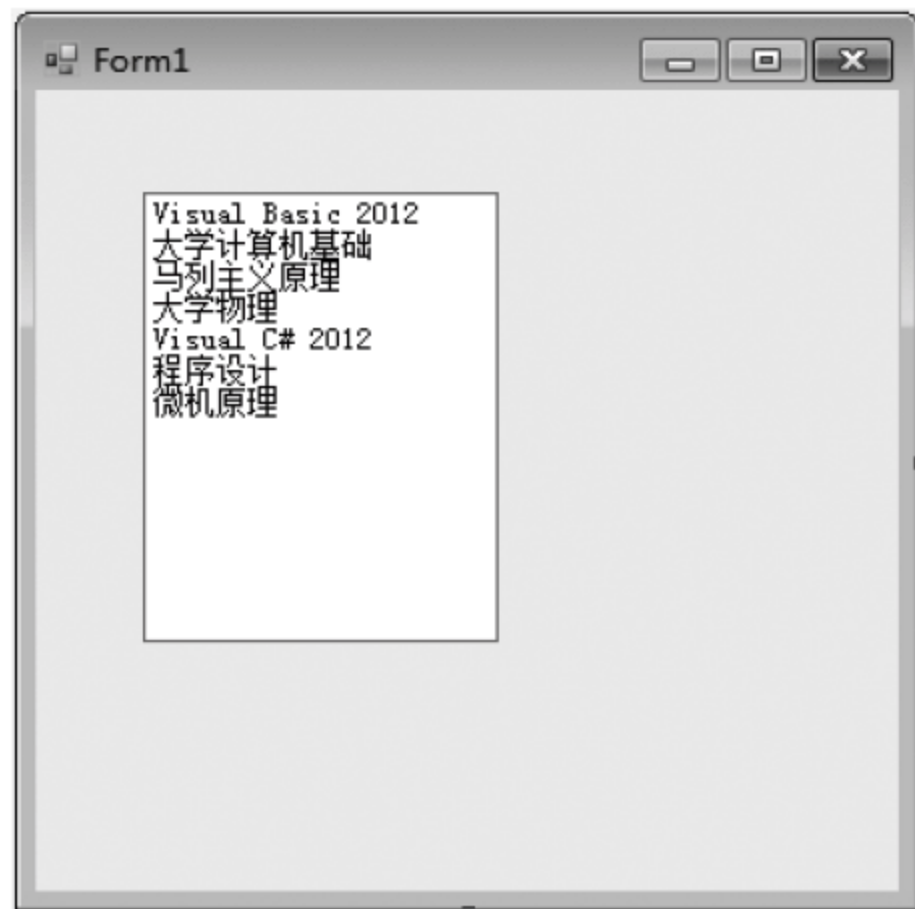 Form1
Visual Basic 2012
大学计算机基础
马列主义原理
大学物理
Visual C# 2012
程序设计
微机原理